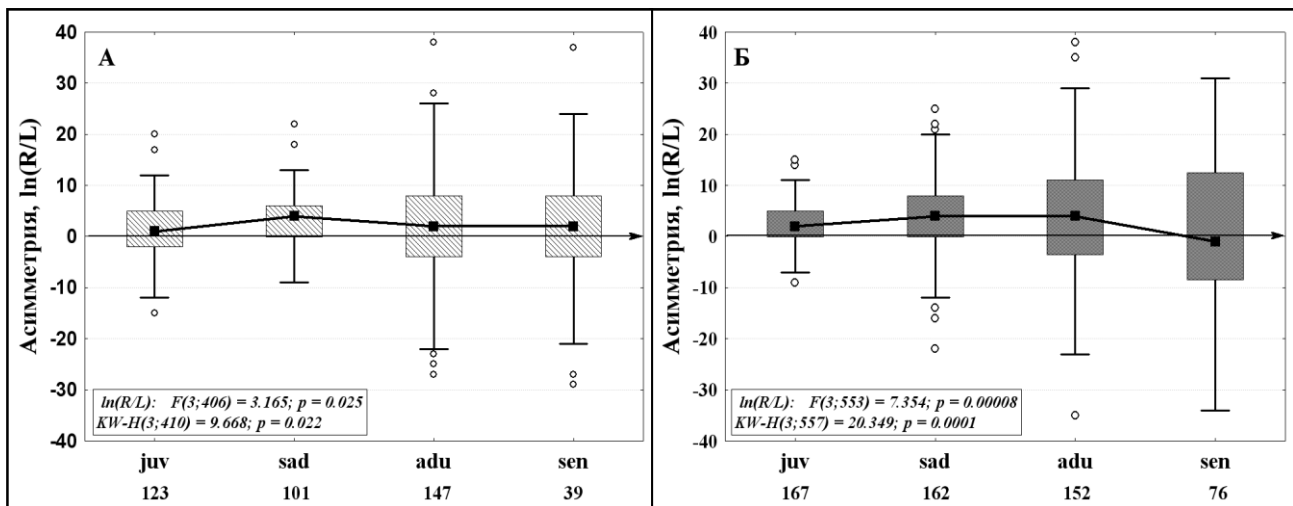 А
Асимметрия, ln(R/L)
40
30
20
10
0
-10
-20
-30
-40
ln(R/L): F(3;406) = 3.165; p = 0.025
KW-H(3;410) = 9.668; p = 0.022
juv sad adu sen
123 101 147 39
Б
Асимметрия, ln(R/L)
40
30
20
10
0
-10
-20
-30
-40
ln(R/L): F(3;553) = 7.354; p = 0.00008
KW-H(3;557) = 20.349; p = 0.0001
juv sad adu sen
167 162 152 76